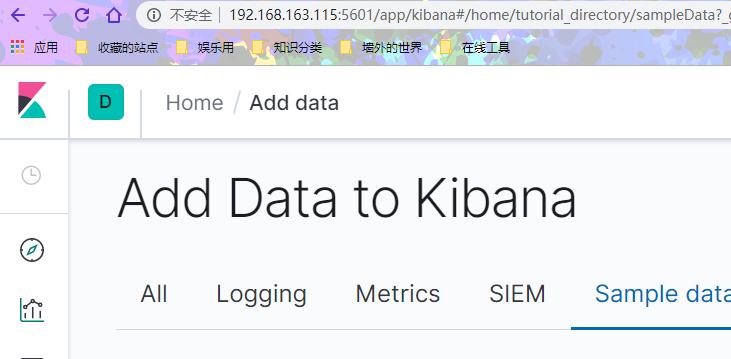 不安全 | 192.168.163.115:5601/app/kibana#/home/tutorial_directory/sampleData?_g
应用 收藏的站点 娱乐用 知识分类 墙外的世界 在线工具
D Home / Add data
Add Data to Kibana
All Logging Metrics SIEM Sample data